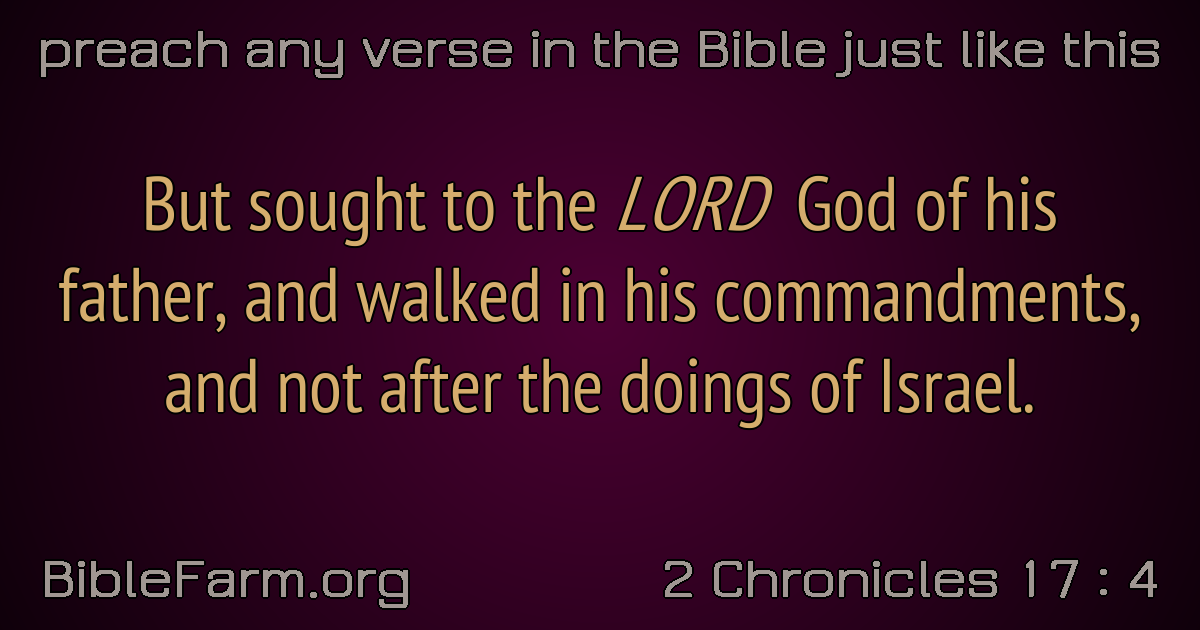 preach any verse in the Bible just like this
But sought to the LORD God of his
father, and walked in his commandments,
and not after the doings of Israel.
BibleFarm.org
2 Chronicles 17 : 4